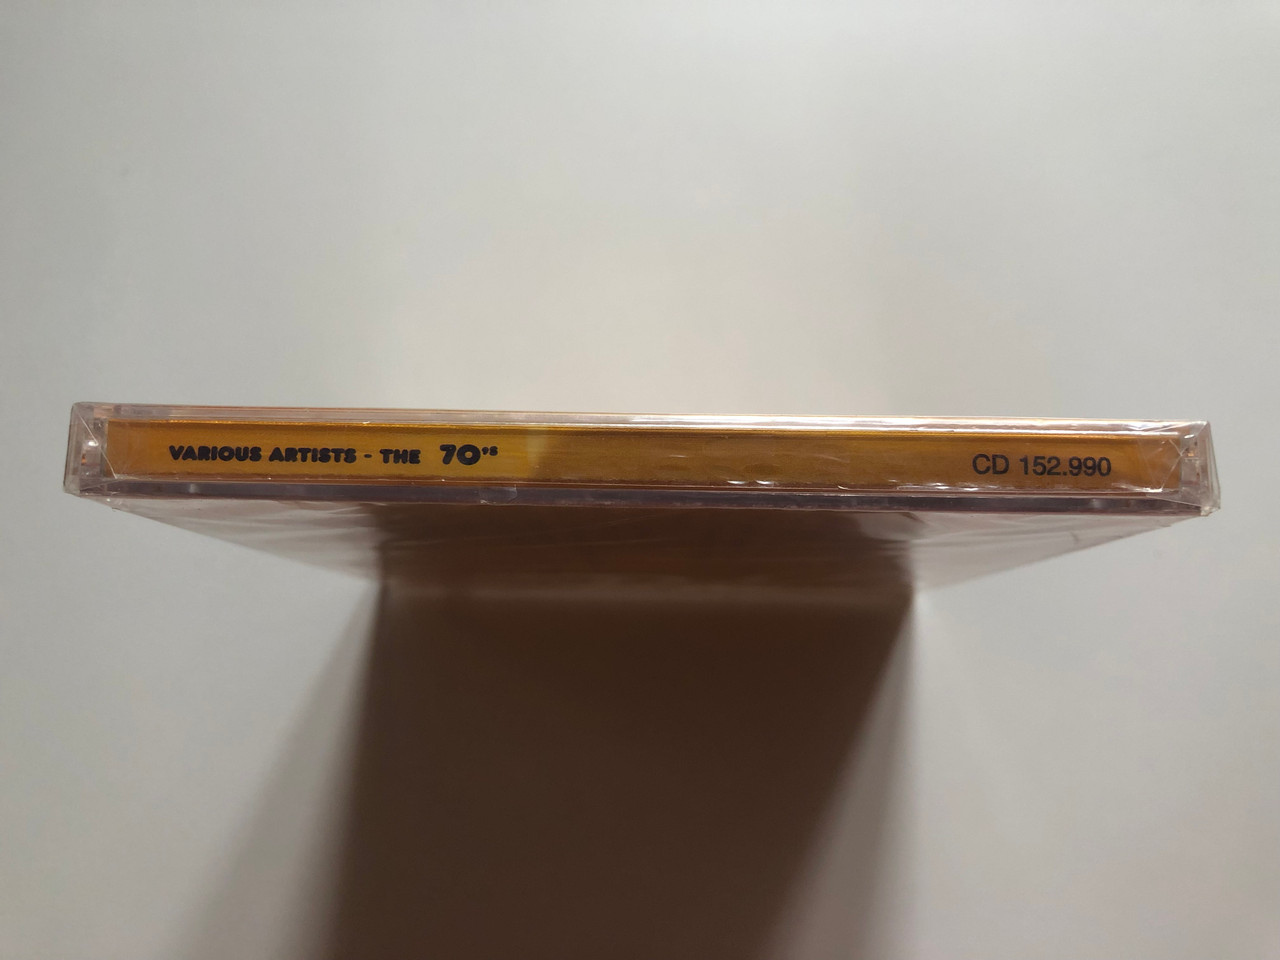 VARIOUS ARTISTS - THE 70's CD 152.990